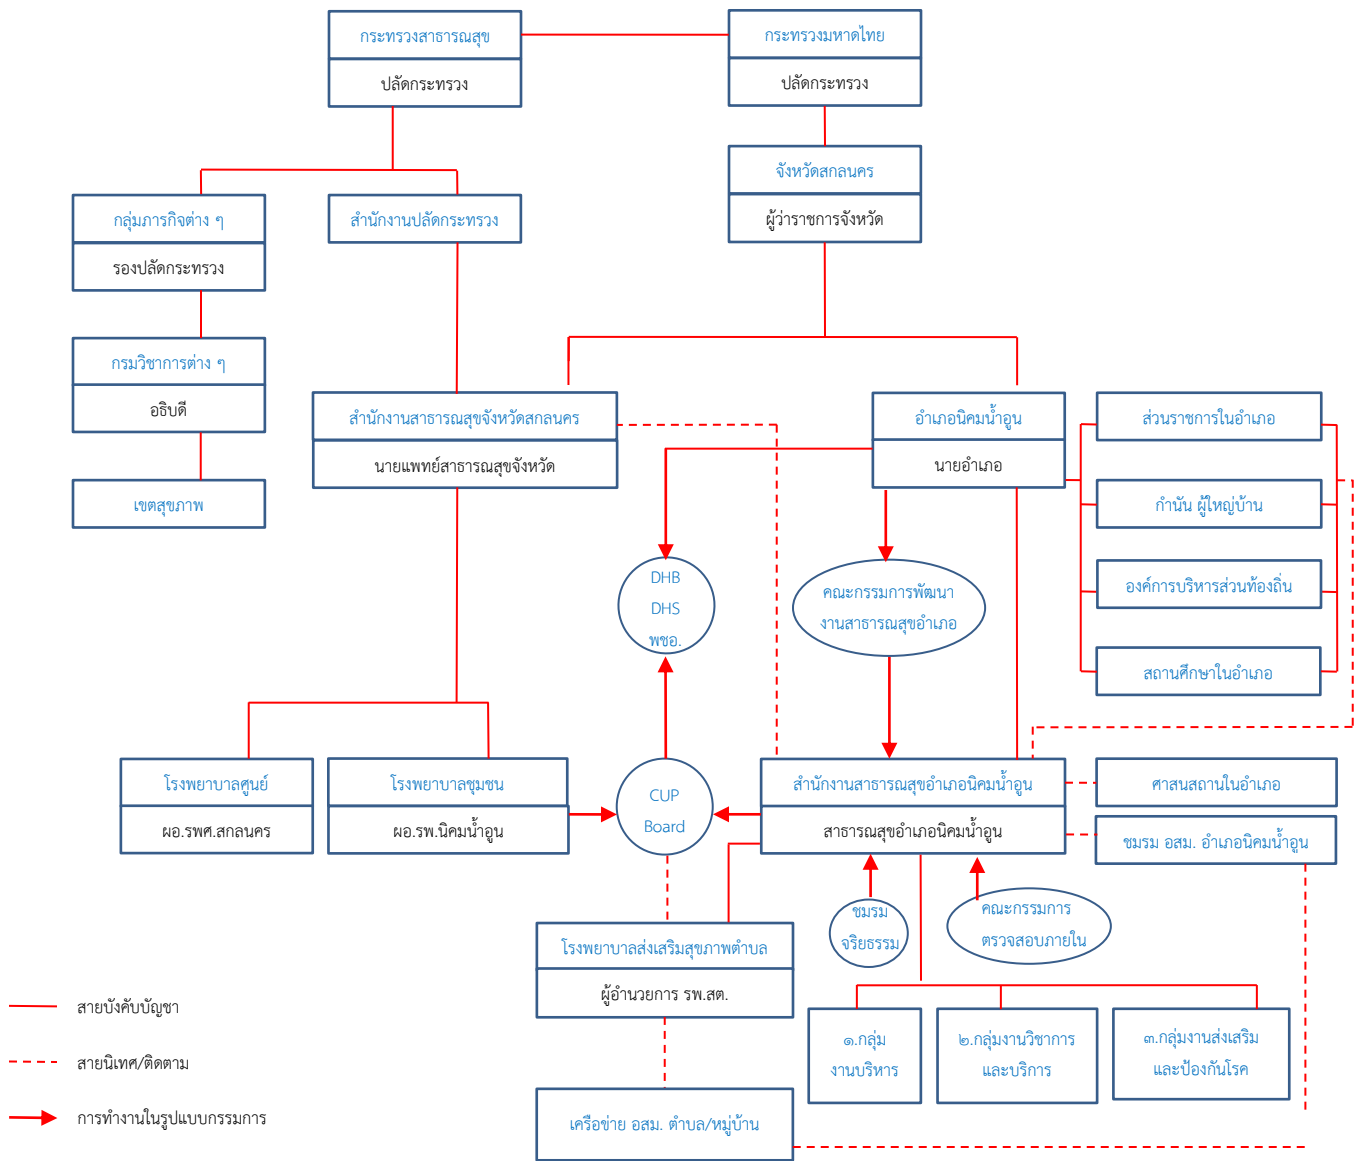 กระทรวงสาธารณสุข
ปลัดกระทรวง
กระทรวงมหาดไทย
ปลัดกระทรวง
จังหวัดสกลนคร
ผู้ว่าราชการจังหวัด
กลุ่มภารกิจต่าง ๆ
รองปลัดกระทรวง
สำนักงานปลัดกระทรวง
กรมวิชาการต่าง ๆ
อธิบดี
เขตสุขภาพ
สำนักงานสาธารณสุขจังหวัดสกลนคร
นายแพทย์สาธารณสุขจังหวัด
อำเภอนิคมน้ำอูน
นายอำเภอ
ส่วนราชการในอำเภอ
กำนัน ผู้ใหญ่บ้าน
องค์การบริหารส่วนท้องถิ่น
สถานศึกษาในอำเภอ
DHB
DHS
พชอ.
คณะกรรมการพัฒนา
งานสาธารณสุขอำเภอ
โรงพยาบาลศูนย์
ผอ.รพศ.สกลนคร
โรงพยาบาลชุมชน
ผอ.รพ.นิคมน้ำอูน
CUP
Board
สำนักงานสาธารณสุขอำเภอนิคมน้ำอูน
สาธารณสุขอำเภอนิคมน้ำอูน
ศาสนสถานในอำเภอ
ชมรม อสม. อำเภอนิคมน้ำอูน
ชมรม
จริยธรรม
คณะกรรมการ
ตรวจสอบภายใน
โรงพยาบาลส่งเสริมสุขภาพตำบล
ผู้อำนวยการ รพ.สต.
๑.กลุ่ม
งานบริหาร
๒.กลุ่มงานวิชาการ
และบริการ
๓.กลุ่มงานส่งเสริม
และป้องกันโรค
เครือข่าย อสม. ตำบล/หมู่บ้าน
สายบังคับบัญชา
สายนิเทศ/ติดตาม
การทำงานในรูปแบบกรรมการ